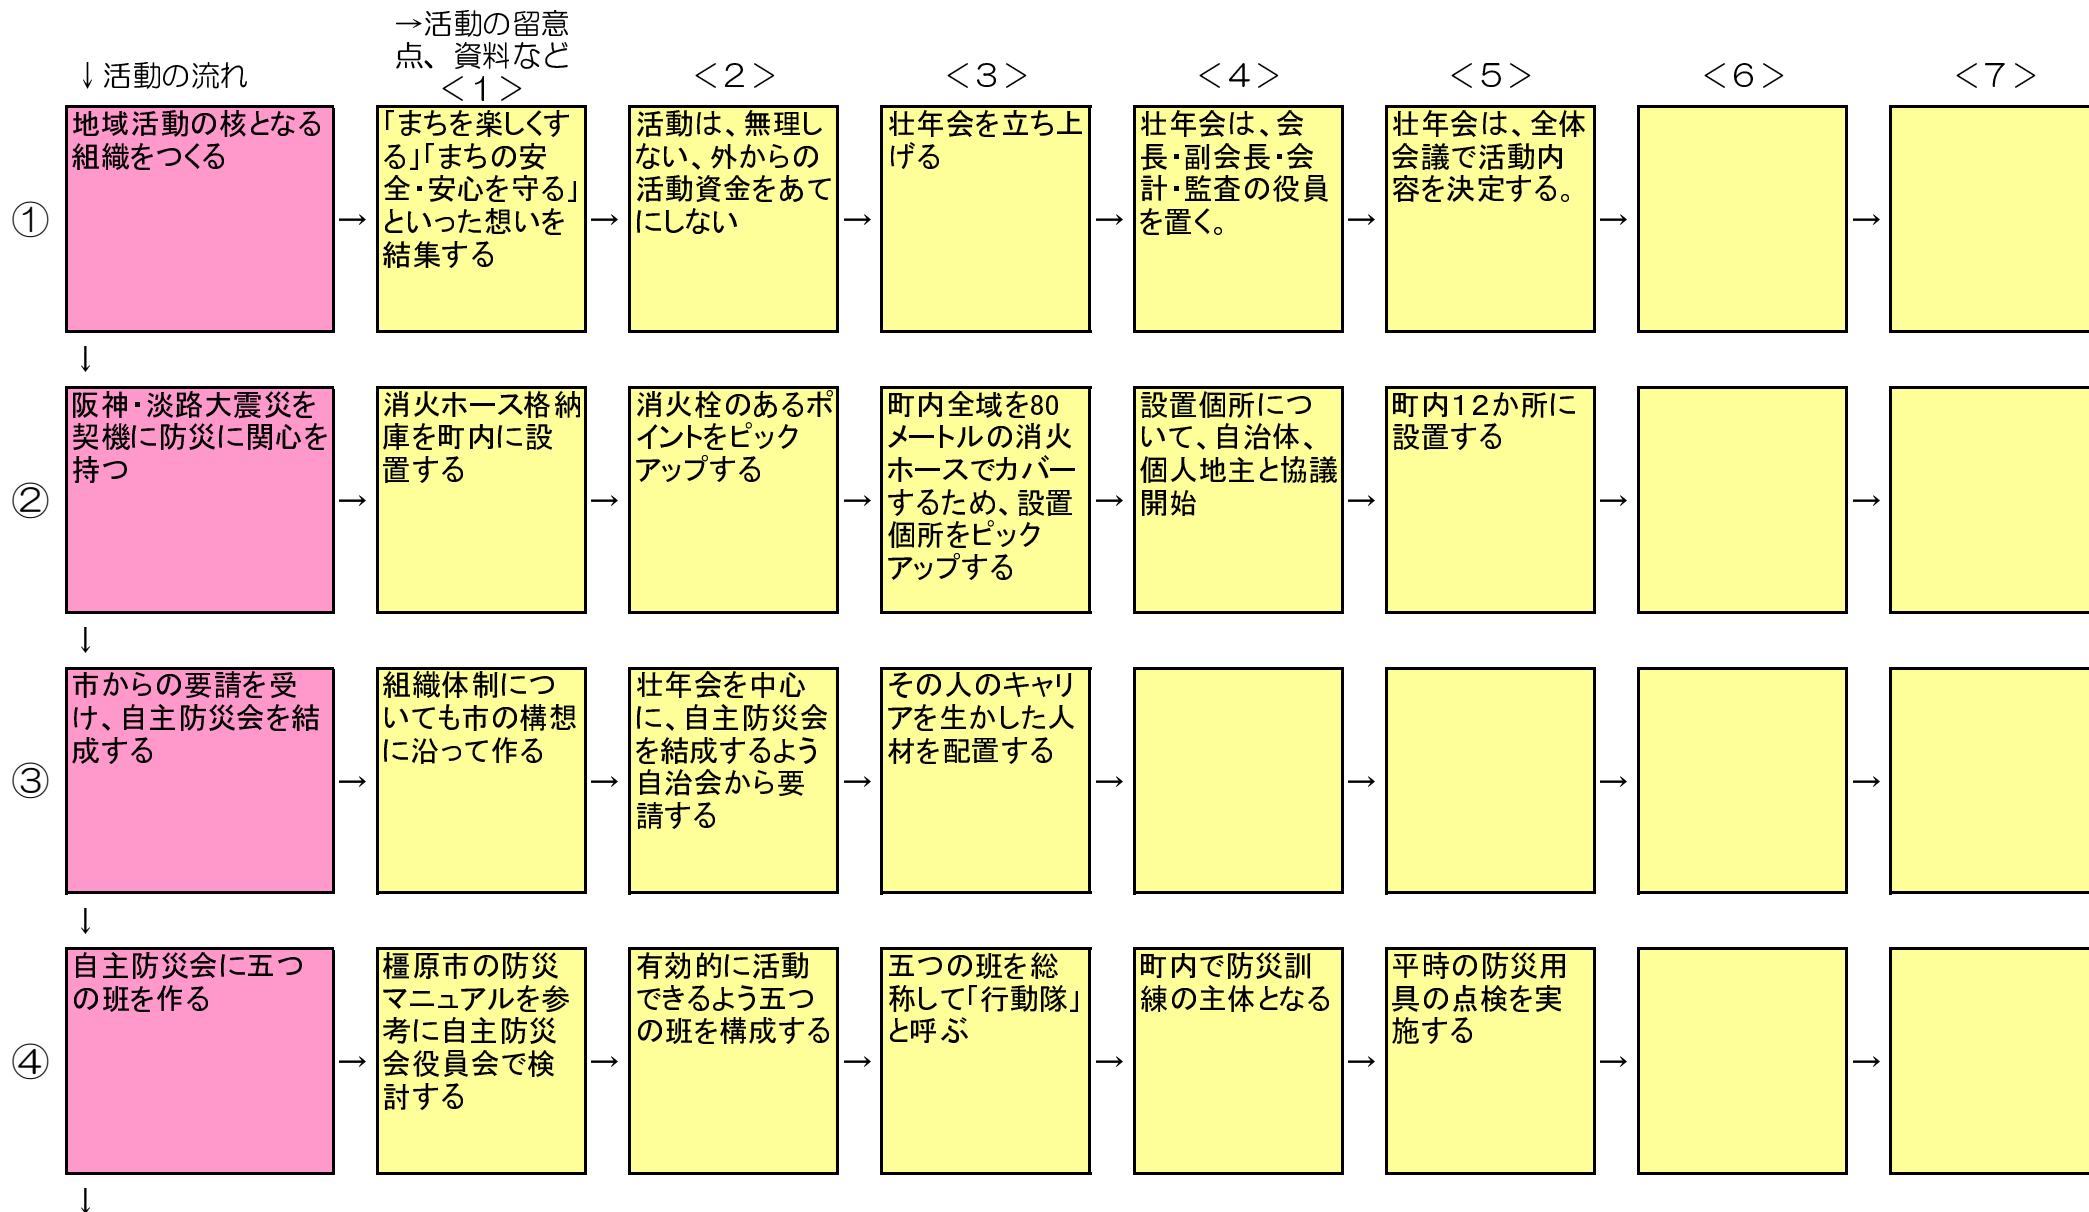 ↓活動の流れ
→活動の留意
点、資料など
＜１＞
＜２＞
＜３＞
＜４＞
＜５＞
＜６＞
＜７＞
①
地域活動の核となる
組織をつくる
→
「まちを楽しくす
る」「まちの安
全・安心を守る」
といった想いを
結集する
→
活動は、無理し
ない、外からの
活動資金をあて
にしない
→
壮年会を立ち上
げる
→
壮年会は、会
長・副会長・会
計・監査の役員
を置く。
→
壮年会は、全体
会議で活動内
容を決定する。
→
→
↓
②
阪神・淡路大震災を
契機に防災に関心を
持つ
→
消火ホース格納
庫を町内に設
置する
→
消火栓のあるポ
イントをピック
アップする
→
町内全域を80
メートルの消火
ホースでカバー
するため、設置
個所をピック
アップする
→
設置個所につ
いて、自治体、
個人地主と協議
開始
→
町内１２か所に
設置する
→
→
↓
③
市からの要請を受
け、自主防災会を結
成する
→
組織体制につ
いても市の構想
に沿って作る
→
壮年会を中心
に、自主防災会
を結成するよう
自治会から要
請する
→
その人のキャリ
アを生かした人
材を配置する
→
→
→
→
↓
④
自主防災会に五つ
の班を作る
→
橿原市の防災
マニュアルを参
考に自主防災
会役員会で検
討する
→
有効的に活動
できるよう五つ
の班を構成する
→
五つの班を総
称して「行動隊」
と呼ぶ
→
町内で防災訓
練の主体となる
→
平時の防災用
具の点検を実
施する
→
→
↓